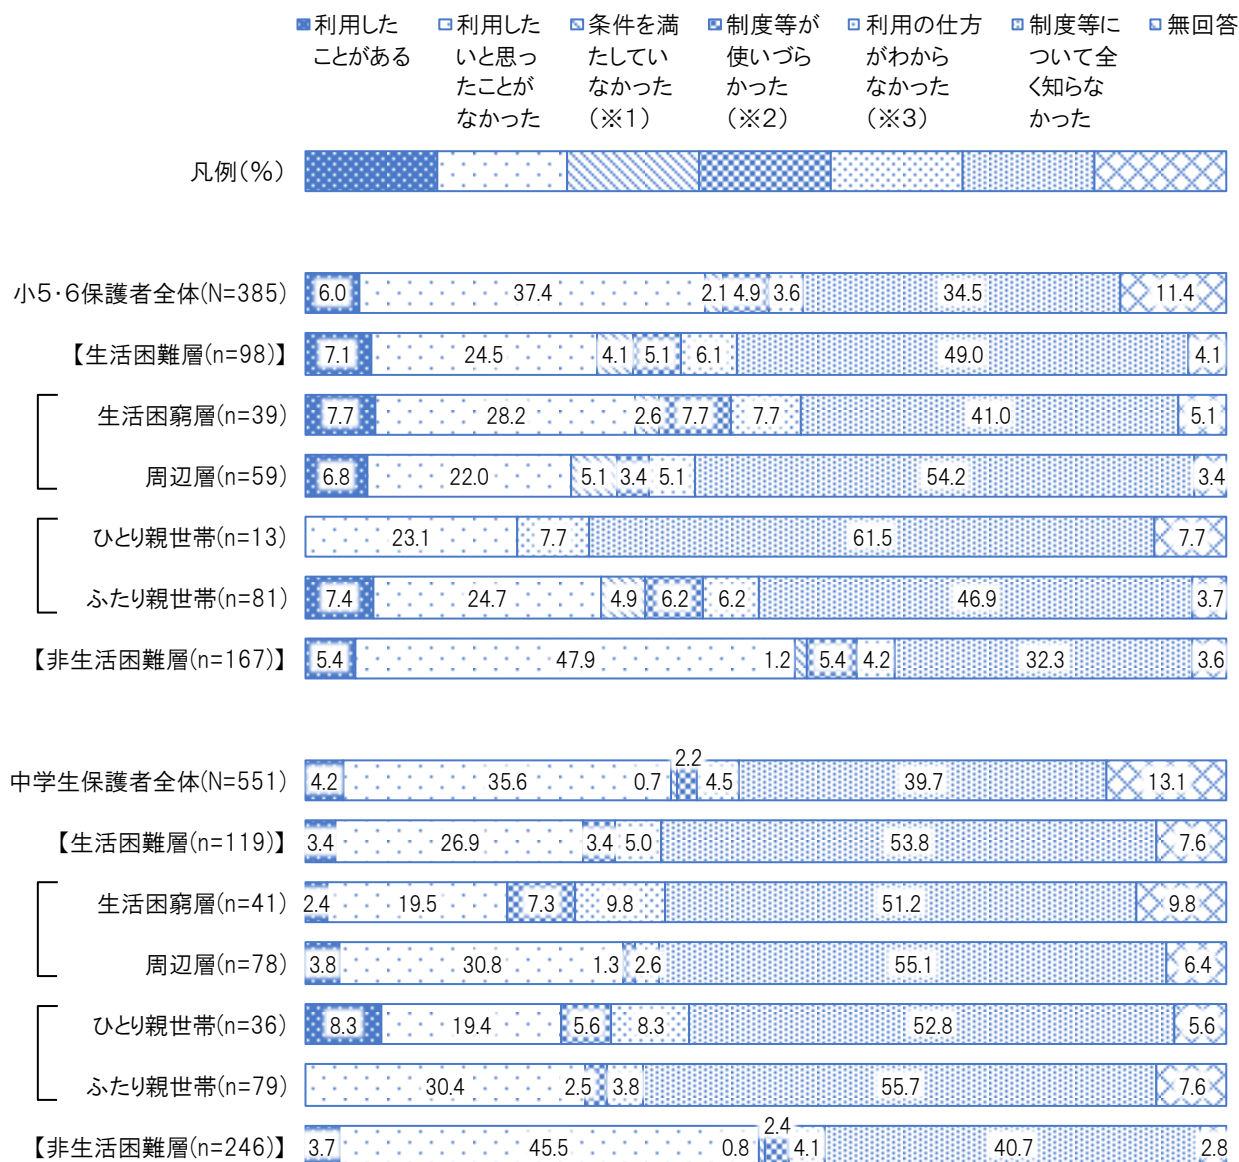 利用した ことがある
利用した いと思っ たことが なかった
条件を満 たしてい なかった （※1）
制度等が 使いづら かった （※2）
利用の仕方 がわから なかった （※3）
制度等に ついて全 く知らな かった
無回答
凡例(％)
小5・6保護者全体(N=385) 6.0 37.4 2.1 4.9 3.6 34.5 11.4
【生活困難層(n=98)】 7.1 24.5 4.1 5.1 6.1 49.0 4.1
生活困窮層(n=39) 7.7 28.2 2.6 7.7 7.7 41.0 5.1
周辺層(n=59) 6.8 22.0 5.1 3.4 5.1 54.2 3.4
ひとり親世帯(n=13) 23.1 7.7 61.5 7.7
ふたり親世帯(n=81) 7.4 24.7 4.9 6.2 6.2 46.9 3.7
【非生活困難層(n=167)】 5.4 47.9 1.2 5.4 4.2 32.3 3.6
中学生保護者全体(N=551) 4.2 35.6 0.7 2.2 4.5 39.7 13.1
【生活困難層(n=119)】 3.4 26.9 3.4 5.0 53.8 7.6
生活困窮層(n=41) 2.4 19.5 7.3 9.8 51.2 9.8
周辺層(n=78) 3.8 30.8 1.3 2.6 55.1 6.4
ひとり親世帯(n=36) 8.3 19.4 5.6 8.3 52.8 5.6
ふたり親世帯(n=79) 30.4 2.5 3.8 55.7 7.6
【非生活困難層(n=246)】 3.7 45.5 0.8 2.4 4.1 40.7 2.8